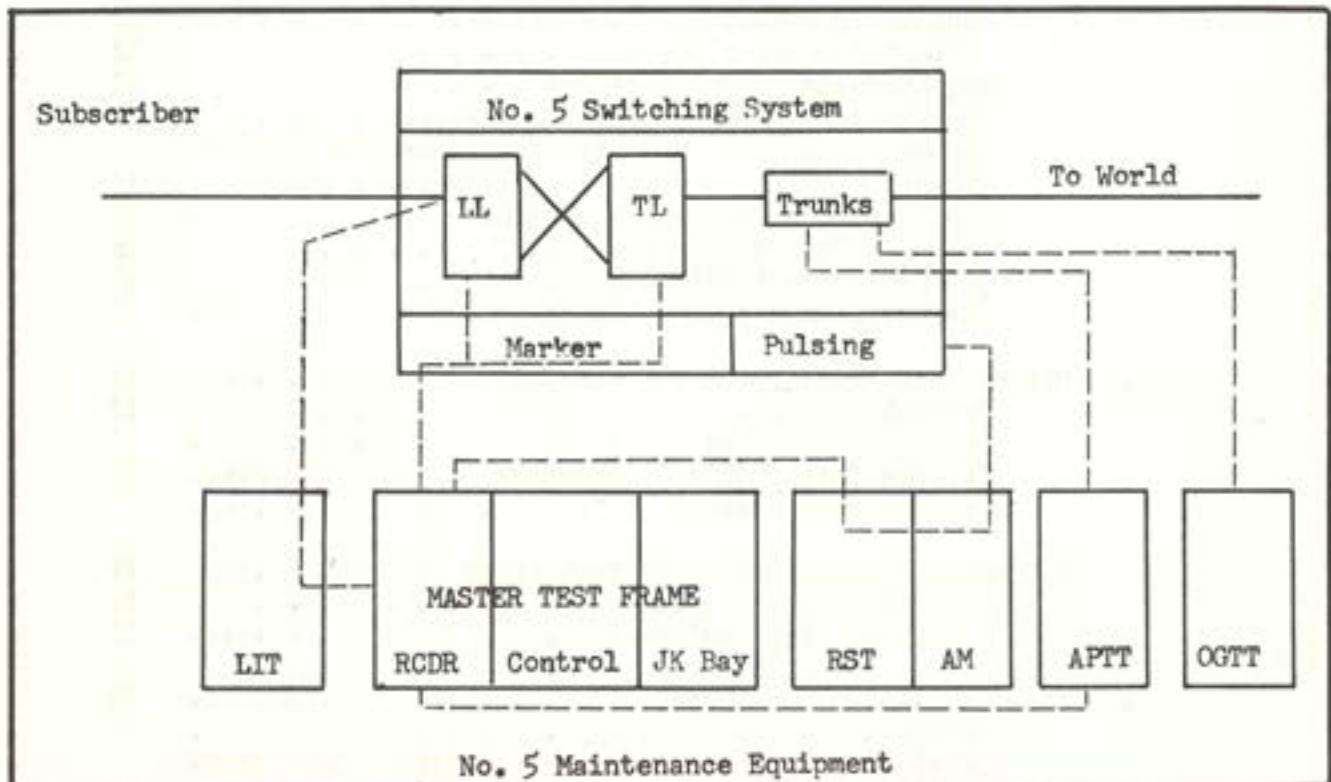 No. 5 Switching System
Subscriber
To World
LL
TL
Trunks
Marker
Pulsing
MASTER TEST FRAME
LIT
RCDR
Control
JK Bay
RST
AM
APTT
OGTT
No. 5 Maintenance Equipment